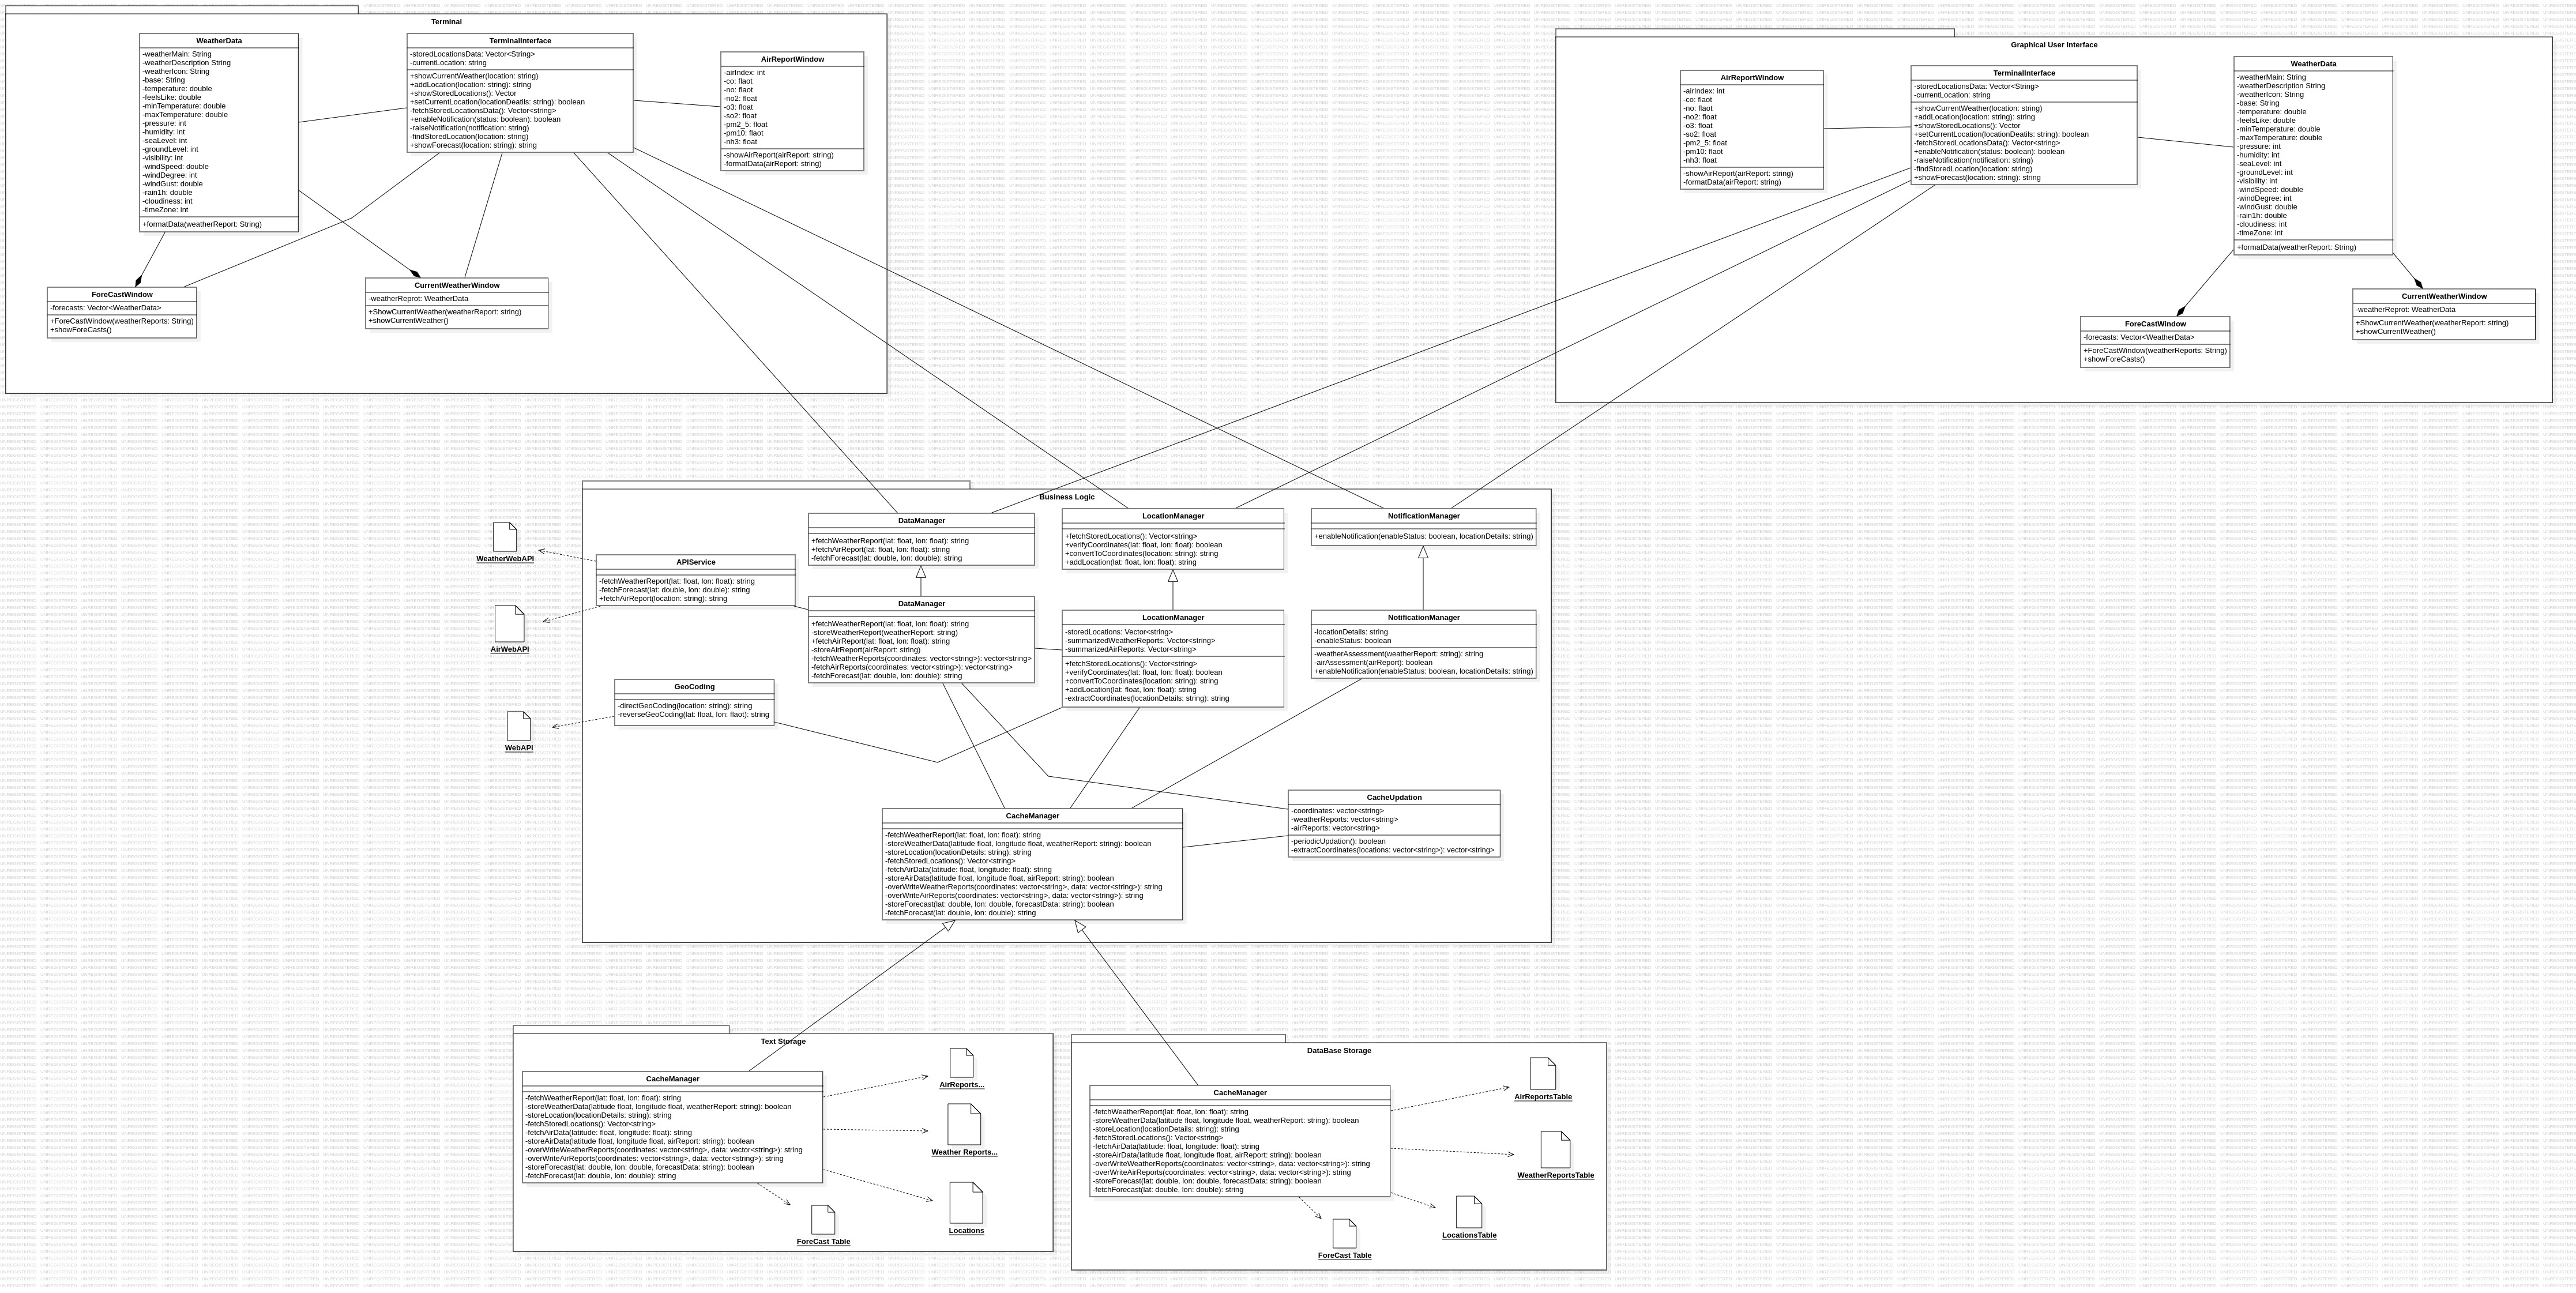 Terminal
WeatherData
-weatherMain: String
-weatherDescription String
-weatherIcon: String
-base: String
-temperature: double
-feelsLike: double
-minTemperature: double
-maxTemperature: double
-pressure: int
-humidity: int
-seaLevel: int
-groundLevel: int
-visibility: int
-windSpeed: double
-windDegree: int
-windGust: double
-rain1h: double
-cloudiness: int
-timeZone: int
+formatData(weatherReport: String)
TerminalInterface
-storedLocationsData: Vector<String>
-currentLocation: string
+showCurrentWeather(location: string)
+addLocation(location: string): string
+showStoredLocations(): Vector
+setCurrentLocation(locationDeatils: string): boolean
-fetchStoredLocationsData(): Vector<string>
+enableNotification(status: boolean): boolean
-raiseNotification(notification: string)
-findStoredLocation(location: string)
+showForecast(location: string): string
AirReportWindow
-airIndex: int
-co: flaot
-no: flaot
-no2: float
-o3: float
-so2: float
-pm2_5: float
-pm10: flaot
-nh3: float
-showAirReport(airReport: string)
-formatData(airReport: string)
ForeCastWindow
-forecasts: Vector<WeatherData>
+ForeCastWindow(weatherReports: String)
+showForeCasts()
CurrentWeatherWindow
-weatherReprot: WeatherData
+ShowCurrentWeather(weatherReport: string)
+showCurrentWeather()
Graphical User Interface
AirReportWindow
-airIndex: int
-co: flaot
-no: flaot
-no2: float
-o3: float
-so2: float
-pm2_5: float
-pm10: flaot
-nh3: float
-showAirReport(airReport: string)
-formatData(airReport: string)
TerminalInterface
-storedLocationsData: Vector<String>
-currentLocation: string
+showCurrentWeather(location: string)
+addLocation(location: string): string
+showStoredLocations(): Vector
+setCurrentLocation(locationDeatils: string): boolean
-fetchStoredLocationsData(): Vector<string>
+enableNotification(status: boolean): boolean
-raiseNotification(notification: string)
-findStoredLocation(location: string)
+showForecast(location: string): string
WeatherData
-weatherMain: String
-weatherDescription String
-weatherIcon: String
-base: String
-temperature: double
-feelsLike: double
-minTemperature: double
-maxTemperature: double
-pressure: int
-humidity: int
-seaLevel: int
-groundLevel: int
-visibility: int
-windSpeed: double
-windDegree: int
-windGust: double
-rain1h: double
-cloudiness: int
-timeZone: int
+formatData(weatherReport: String)
ForeCastWindow
-forecasts: Vector<WeatherData>
+ForeCastWindow(weatherReports: String)
+showForeCasts()
CurrentWeatherWindow
-weatherReprot: WeatherData
+ShowCurrentWeather(weatherReport: string)
+showCurrentWeather()
Business Logic
WeatherWebAPI
AirWebAPI
WebAPI
APIService
-fetchWeatherReport(lat: float, lon: float): string
-fetchForecast(lat: double, lon: double): string
+fetchAirReport(location: string): string
DataManager
+fetchWeatherReport(lat: float, lon: float): string
+fetchAirReport(lat: float, lon: float): string
-fetchForecast(lat: double, lon: double): string
LocationManager
+fetchStoredLocations(): Vector<string>
+verifyCoordinates(lat: float, lon: float): boolean
+convertToCoordinates(location: string): string
+addLocation(lat: float, lon: float): string
NotificationManager
+enableNotification(enableStatus: boolean, locationDetails: string)
DataManager
+fetchWeatherReport(lat: float, lon: float): string
-storeWeatherReport(weatherReport: string)
+fetchAirReport(lat: float, lon: float): string
-storeAirReport(airReport: string)
-fetchWeatherReports(coordinates: vector<string>): vector<string>
-fetchAirReports(coordinates: vector<string>): vector<string>
-fetchForecast(lat: double, lon: double): string
LocationManager
-storedLocations: Vector<string>
-summarizedWeatherReports: Vector<string>
-summarizedAirReports: Vector<string>
+fetchStoredLocations(): Vector<string>
+verifyCoordinates(lat: float, lon: float): boolean
+convertToCoordinates(location: string): string
+addLocation(lat: float, lon: float): string
-extractCoordinates(locationDetails: string): string
NotificationManager
-locationDetails: string
-enableStatus: boolean
-weatherAssessment(weatherReport: string): string
-airAssessment(airReport): boolean
+enableNotification(enableStatus: boolean, locationDetails: string)
GeoCoding
-directGeoCoding(location: string): string
-reverseGeoCoding(lat: float, lon: flaot): string
CacheManager
-fetchWeatherReport(lat: float, lon: float): string
-storeWeatherData(latitude float, longitude float, weatherReport: string): boolean
-storeLocation(locationDetails: string): string
-fetchStoredLocations(): Vector<string>
-fetchAirData(latitude: float, longitude: float): string
-storeAirData(latitude float, longitude float, airReport: string): boolean
-overWriteWeatherReports(coordinates: vector<string>, data: vector<string>): string
-overWriteAirReports(coordinates: vector<string>, data: vector<string>): string
-storeForecast(lat: double, lon: double, forecastData: string): boolean
-fetchForecast(lat: double, lon: double): string
CacheUpdation
-coordinates: vector<string>
-weatherReports: vector<string>
-airReports: vector<string>
-periodicUpdation(): boolean
-extractCoordinates(locations: vector<string>): vector<string>
Text Storage
CacheManager
-fetchWeatherReport(lat: float, lon: float): string
-storeWeatherData(latitude float, longitude float, weatherReport: string): boolean
-storeLocation(locationDetails: string): string
-fetchStoredLocations(): Vector<string>
-fetchAirData(latitude: float, longitude: float): string
-storeAirData(latitude float, longitude float, airReport: string): boolean
-overWriteWeatherReports(coordinates: vector<string>, data: vector<string>): string
-overWriteAirReports(coordinates: vector<string>, data: vector<string>): string
-storeForecast(lat: double, lon: double, forecastData: string): boolean
-fetchForecast(lat: double, lon: double): string
AirReports...
Weather Reports...
Locations
ForeCast Table
DataBase Storage
CacheManager
-fetchWeatherReport(lat: float, lon: float): string
-storeWeatherData(latitude float, longitude float, weatherReport: string): boolean
-storeLocation(locationDetails: string): string
-fetchStoredLocations(): Vector<string>
-fetchAirData(latitude: float, longitude: float): string
-storeAirData(latitude float, longitude float, airReport: string): boolean
-overWriteWeatherReports(coordinates: vector<string>, data: vector<string>): string
-overWriteAirReports(coordinates: vector<string>, data: vector<string>): string
-storeForecast(lat: double, lon: double, forecastData: string): boolean
-fetchForecast(lat: double, lon: double): string
AirReportsTable
WeatherReportsTable
LocationsTable
ForeCast Table